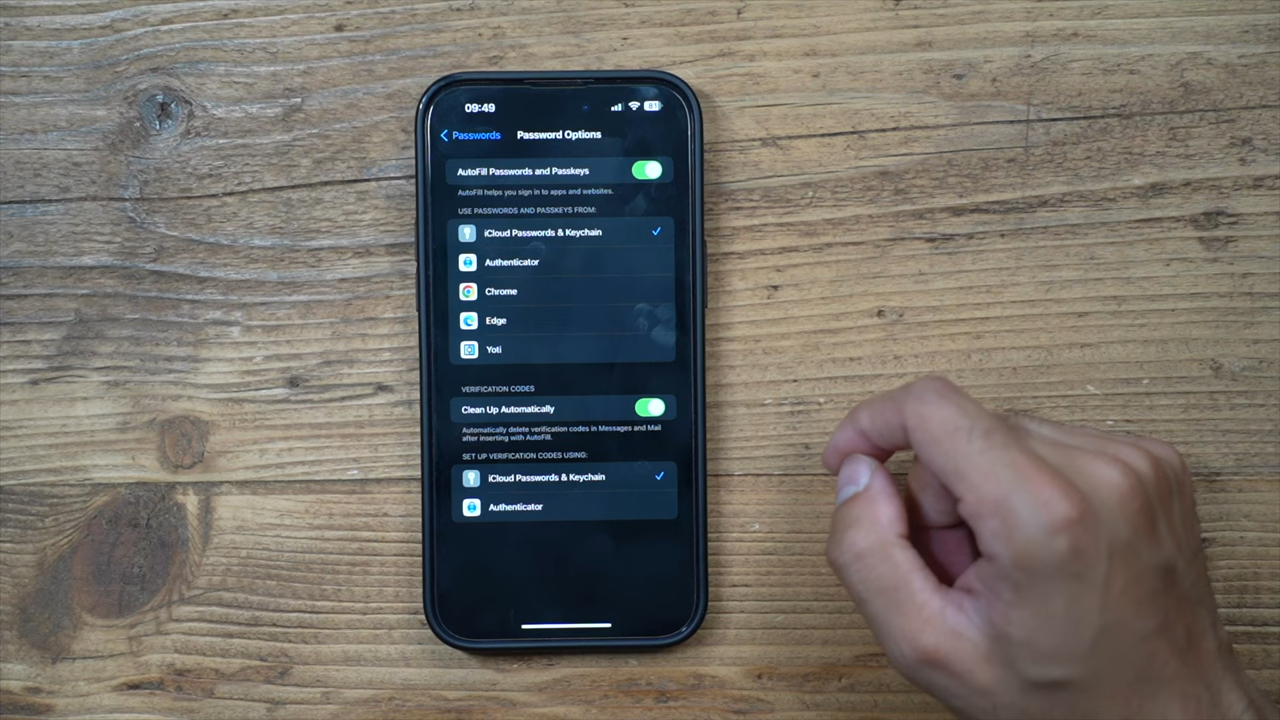 09:49
81
Passwords
Password Options
AutoFill Passwords and Passkeys
AutoFill helps you sign in to apps and websites.
USE PASSWORDS AND PASSKEYS FROM:
iCloud Passwords & Keychain
Authenticator
Chrome
Edge
Yoti
VERIFICATION CODES
Clean Up Automatically
Automatically delete verification codes in Messages and Mail
after inserting with AutoFill.
SET UP VERIFICATION CODES USING:
iCloud Passwords & Keychain
Authenticator